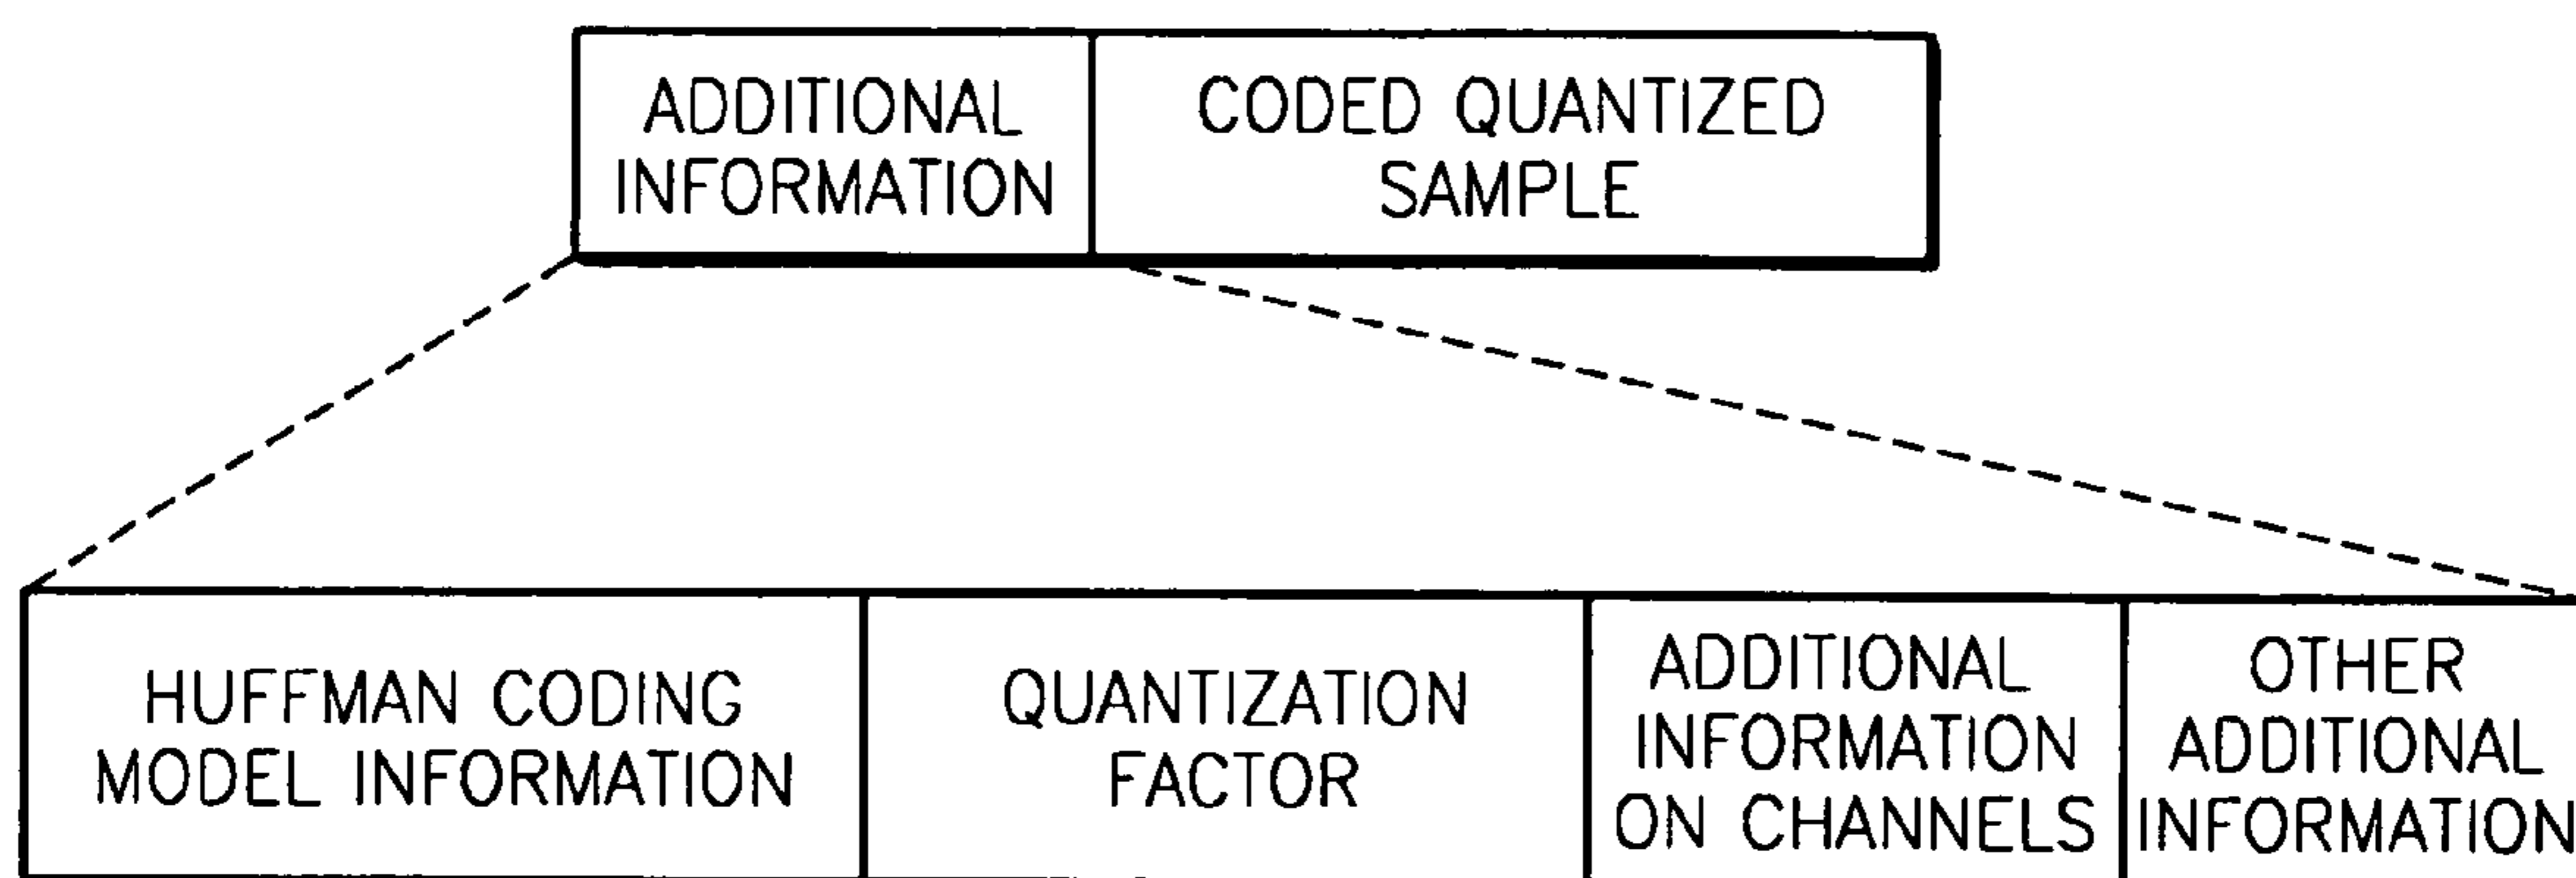 ADDITIONAL
INFORMATION
CODED QUANTIZED
SAMPLE
HUFFMAN CODING
MODEL INFORMATION
QUANTIZATION
FACTOR
ADDITIONAL
INFORMATION
ON CHANNELS
OTHER
ADDITIONAL
INFORMATION